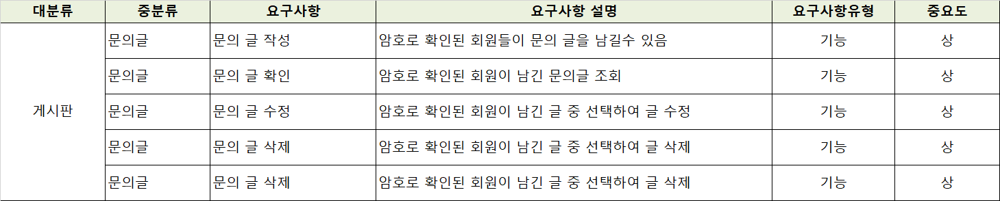 대분류 중분류 요구사항 요구사항 설명 요구사항유형 중요도
문의글 문의 글 작성 암호로 확인된 회원들이 문의 글을 남길수 있음 기능 상
문의글 문의 글 확인 암호로 확인된 회원이 남긴 문의글 조회 기능 상
게시판 문의글 문의 글 수정 암호로 확인된 회원이 남긴 글 중 선택하여 글 수정 기능 상
문의글 문의 글 삭제 암호로 확인된 회원이 남긴 글 중 선택하여 글 삭제 기능 상
문의글 문의 글 삭제 암호로 확인된 회원이 남긴 글 중 선택하여 글 삭제 기능 상